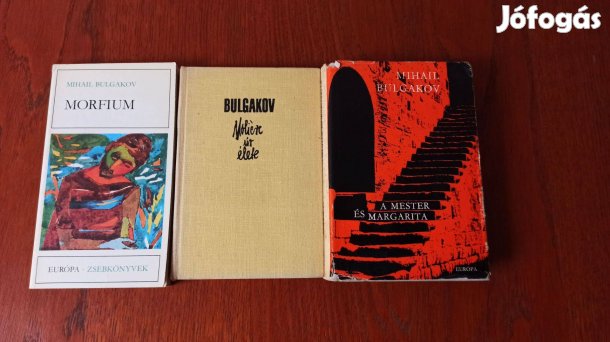 Jófogás
MIHAIL BULGAKOV
MORFIUM
EURÓPA · ZSEBKÖNYVEK
BULGAKOV
Molière
úr
élete
MIHAIL
BULGAKOV
A MESTER
ÉS MARGARITA
EURÓPA